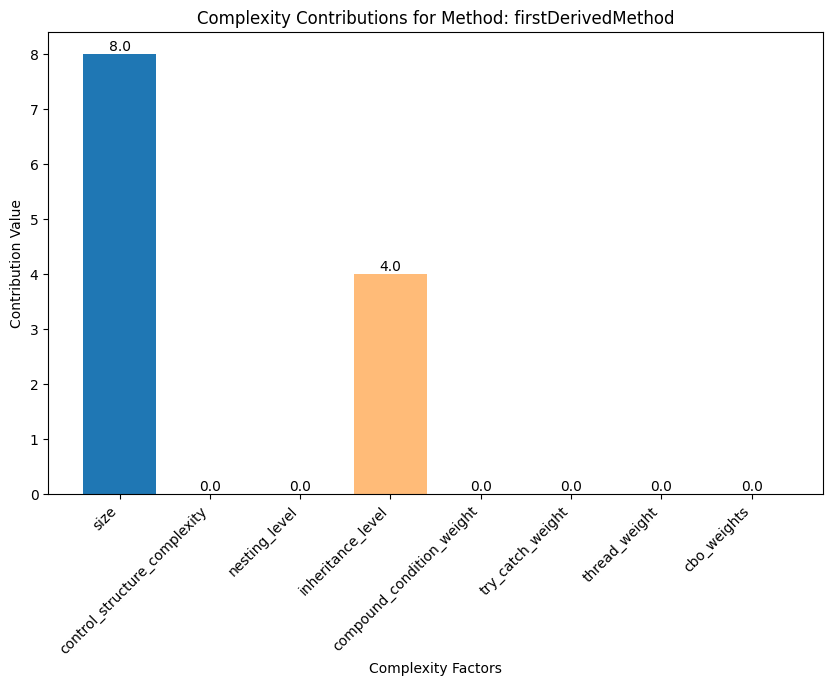 Complexity Contributions for Method: firstDerivedMethod
Contribution Value
8
7
6
5
4
3
2
1
0
8.0
0.0
0.0
4.0
0.0
0.0
0.0
0.0
size
control_structure_complexity
nesting_level
inheritance_level
compound_condition_weight
try_catch_weight
thread_weight
cbo_weights
Complexity Factors